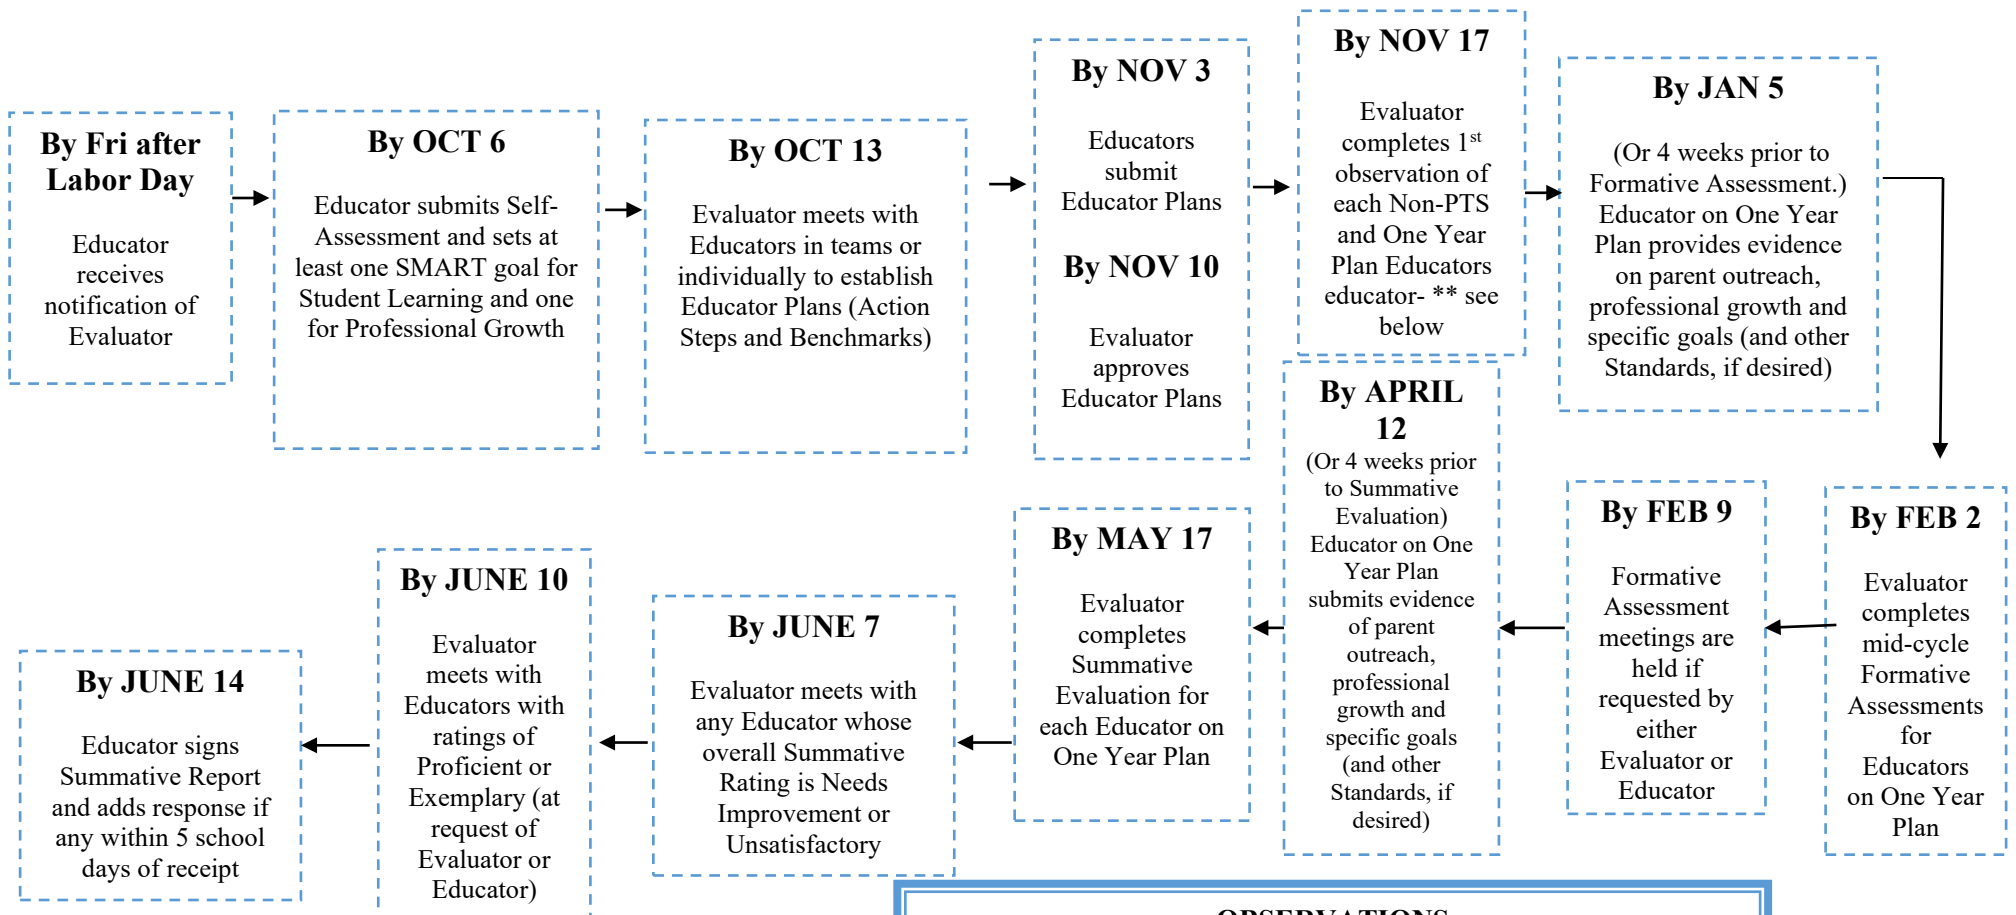 By Fri after
Labor Day
Educator
receives
notification of
Evaluator
By OCT 6
Educator submits Self-
Assessment and sets at
least one SMART goal for
Student Learning and one
for Professional Growth
By OCT 13
Evaluator meets with
Educators in teams or
individually to establish
Educator Plans (Action
Steps and Benchmarks)
By NOV 3
Educators
submit
Educator Plans
By NOV 10
Evaluator
approves
Educator Plans
By NOV 17
Evaluator
completes 1st
observation of
each Non-PTS
and One Year
Plan Educators
educator- ** see
below
By JAN 5
(Or 4 weeks prior to
Formative Assessment.)
Educator on One Year
Plan provides evidence
on parent outreach,
professional growth and
specific goals (and other
Standards, if desired)
By FEB 2
Evaluator
completes
mid-cycle
Formative
Assessments
for
Educators
on One Year
Plan
By FEB 9
Formative
Assessment
meetings are
held if
requested by
either
Evaluator or
Educator
By APRIL
12
(Or 4 weeks prior
to Summative
Evaluation)
Educator on One
Year Plan
submits evidence
of parent
outreach,
professional
growth and
specific goals
(and other
Standards, if
desired)
By MAY 17
Evaluator
completes
Summative
Evaluation for
each Educator on
One Year Plan
By JUNE 7
Evaluator meets with
any Educator whose
overall Summative
Rating is Needs
Improvement or
Unsatisfactory
By JUNE 10
Evaluator
meets with
Educators with
ratings of
Proficient or
Exemplary (at
request of
Evaluator or
Educator)
By JUNE 14
Educator signs
Summative Report
and adds response if
any within 5 school
days of receipt
OBSERVATIONS